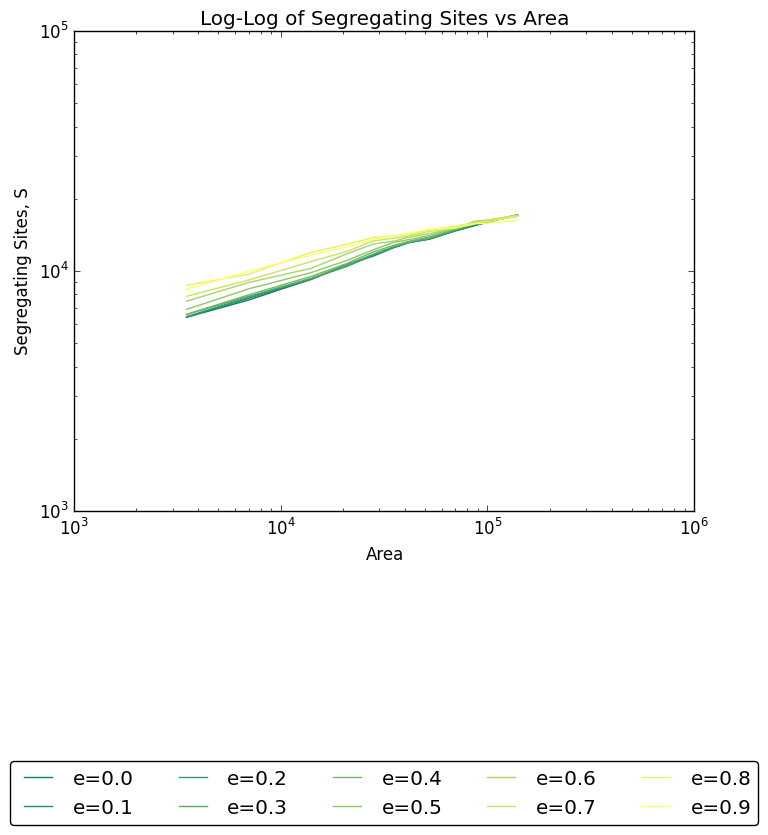 Log-Log of Segregating Sites vs Area
10^5
10^4
10^3
Segregating Sites, S
10^3 10^4 10^5 10^6
Area
e=0.0 e=0.2 e=0.4 e=0.6 e=0.8
e=0.1 e=0.3 e=0.5 e=0.7 e=0.9